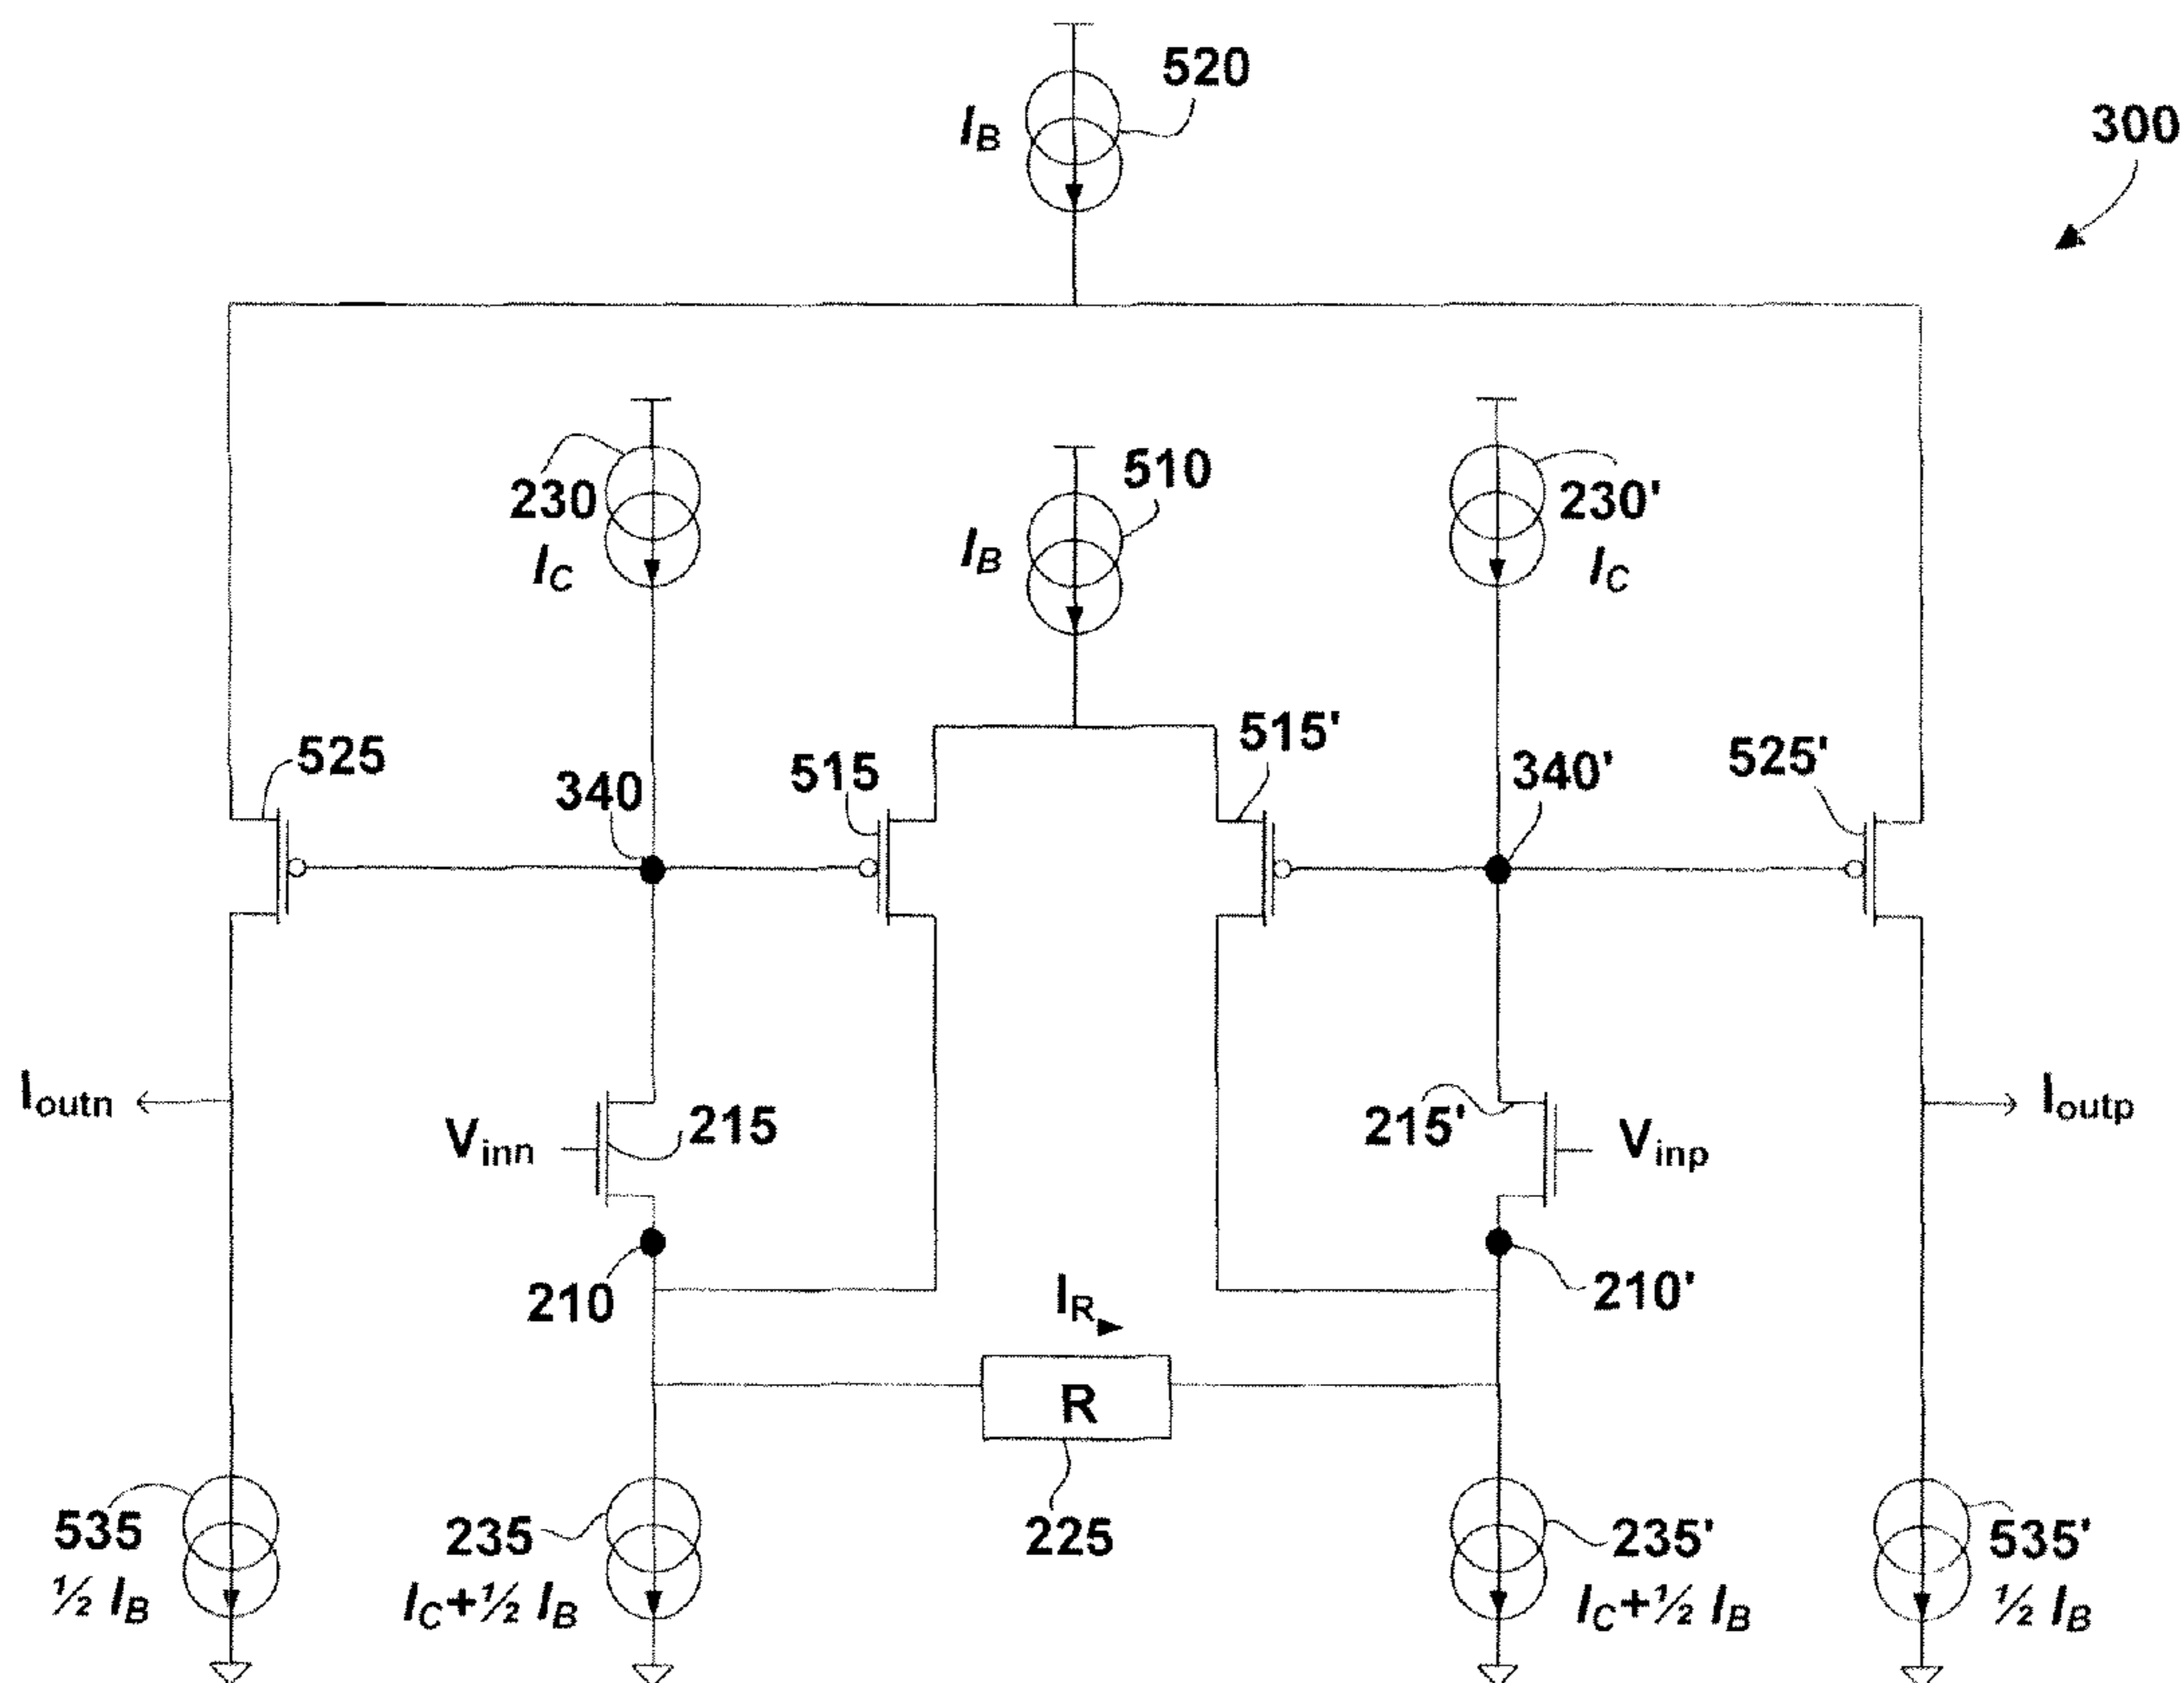 520
I_B
300
510
230
I_B
230'
I_C
I_C
515'
525
515
340
340'
525'
I_outn
I_outp
V_inn
215
215'
V_inp
210
I_R
210'
R
535
235
225
235'
535'
½ I_B
I_C+½ I_B
I_C+½ I_B
½ I_B